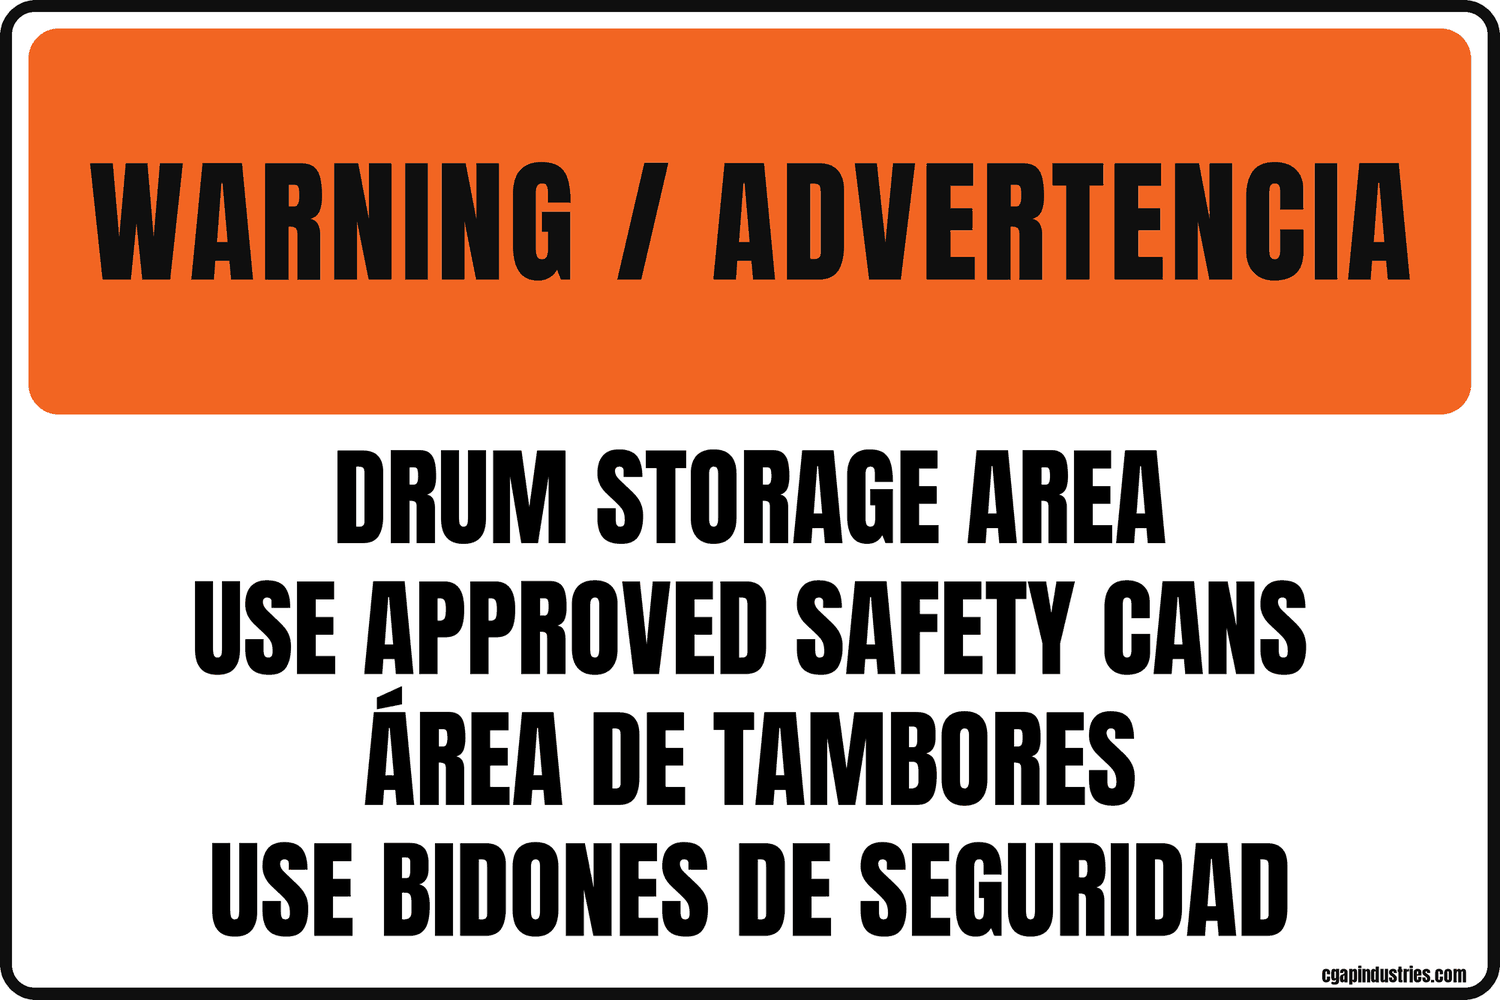 WARNING / ADVERTENCIA
DRUM STORAGE AREA
USE APPROVED SAFETY CANS
ÁREA DE TAMBORES
USE BIDONES DE SEGURIDAD
cgapindustries.com